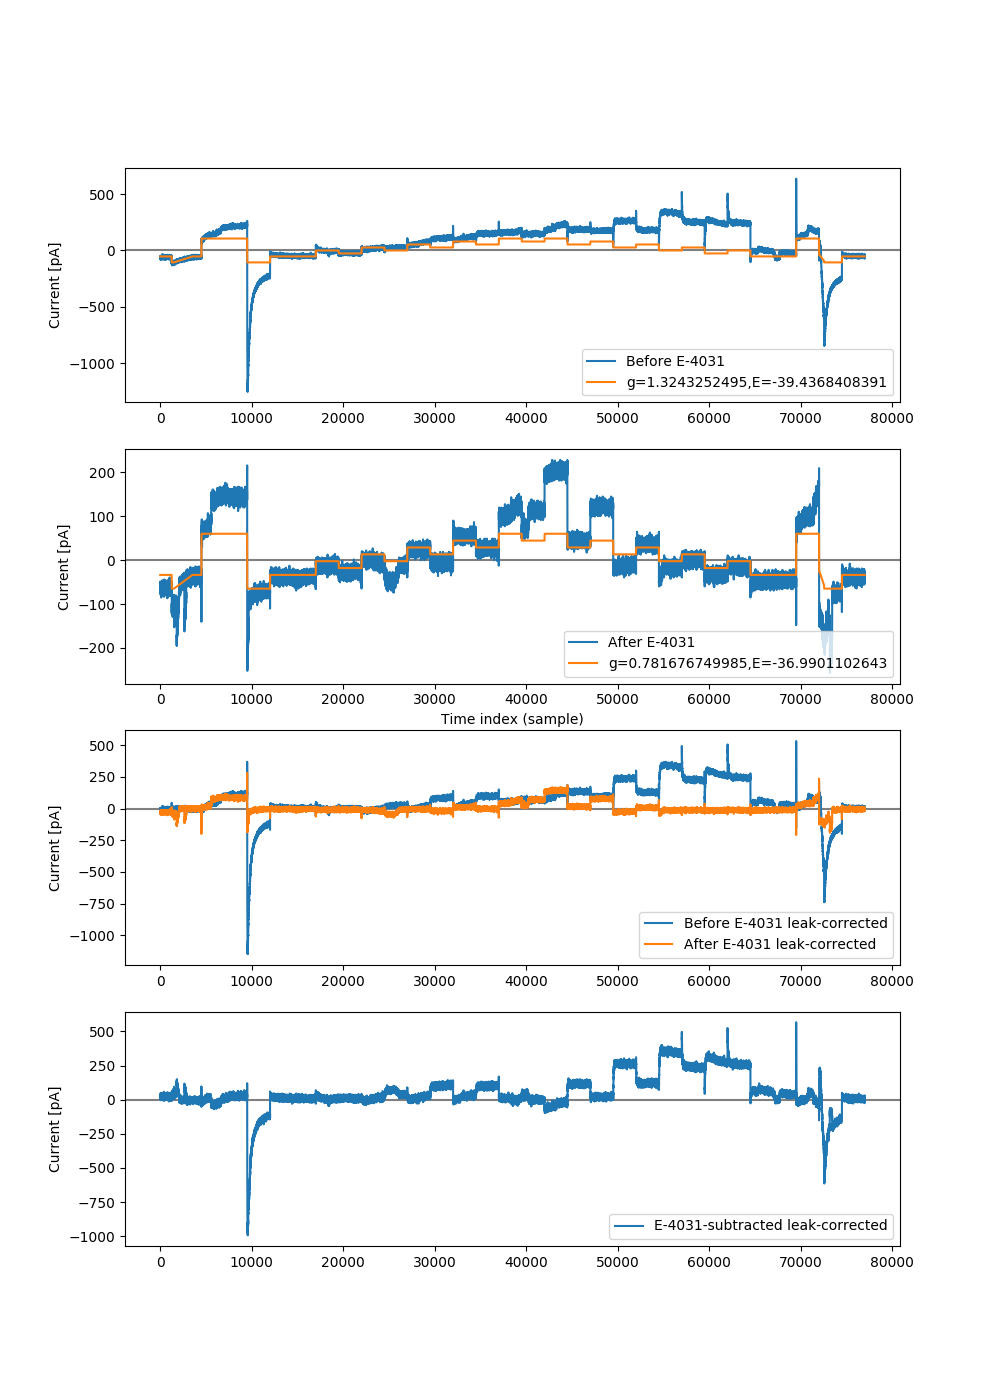 500
0
−500
−1000
Current [pA]
Before E-4031
g=1.3243252495,E=-39.4368408391
0 10000 20000 30000 40000 50000 60000 70000 80000
200
100
0
−100
−200
Current [pA]
After E-4031
g=0.781676749985,E=-36.9901102643
0 10000 20000 30000 40000 50000 60000 70000 80000
Time index (sample)
500
250
0
−250
−500
−750
−1000
Current [pA]
Before E-4031 leak-corrected
After E-4031 leak-corrected
0 10000 20000 30000 40000 50000 60000 70000 80000
500
250
0
−250
−500
−750
−1000
Current [pA]
E-4031-subtracted leak-corrected
0 10000 20000 30000 40000 50000 60000 70000 80000